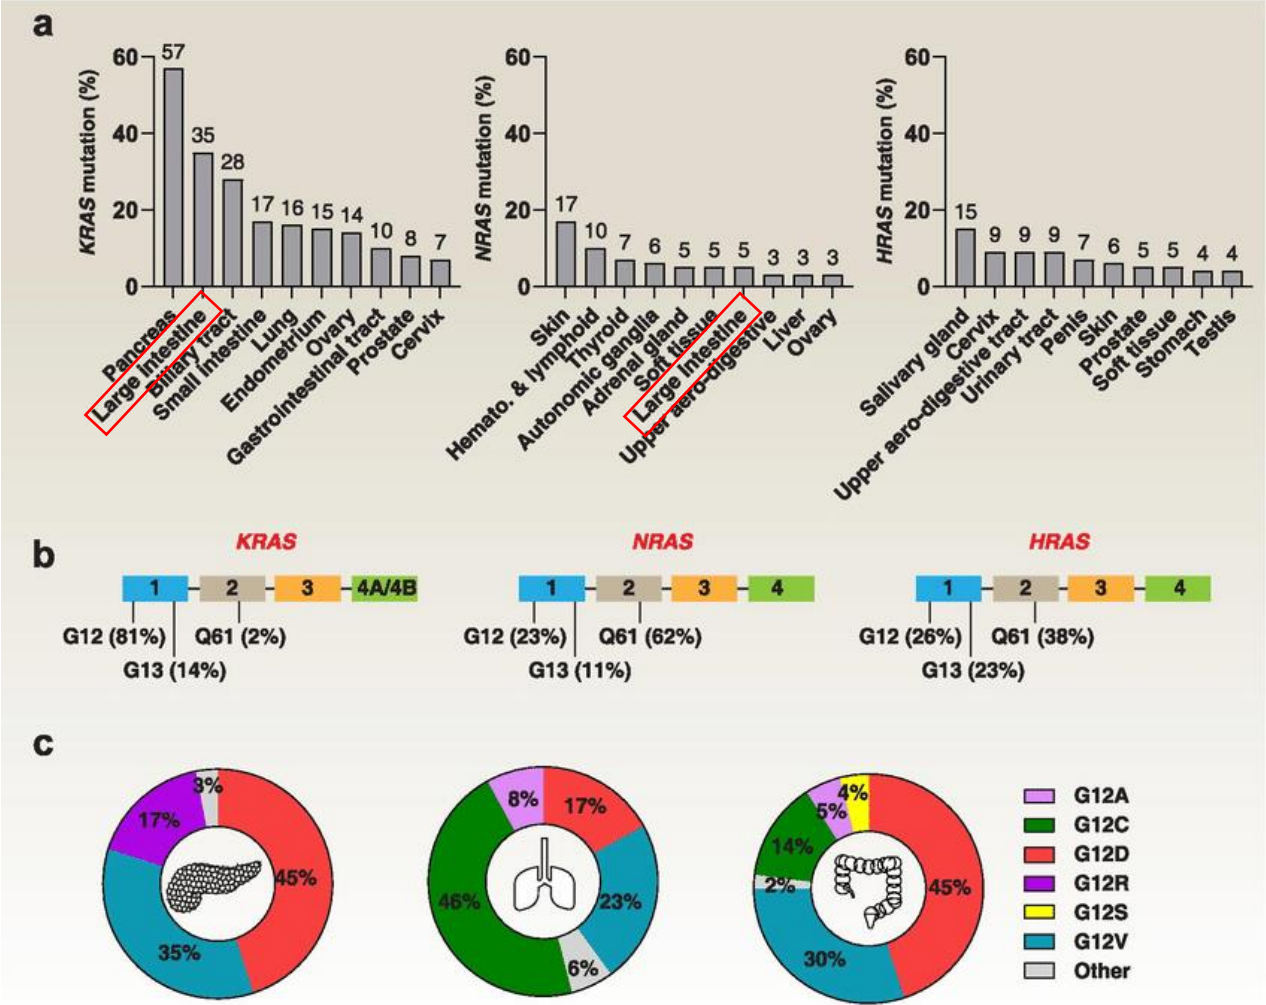 a
KRAS mutation (%)
60
40
20
0
57
35
28
17
16
15
14
10
8
7
Pancreas
Large Intestine
Biliary tract
Small intestine
Lung
Endometrium
Ovary
Gastrointestinal tract
Prostate
Cervix
NRAS mutation (%)
60
40
20
0
17
10
7
6
5
5
5
3
3
3
Skin
Hemato. & lymphoid
Thyroid
Autonomic ganglia
Adrenal gland
Soft tissue
Large Intestine
Upper aero-digestive
Liver
Ovary
HRAS mutation (%)
60
40
20
0
15
9
9
9
7
6
5
5
4
4
Salivary gland
Cervix
Upper aero-digestive tract
Urinary tract
Penis
Skin
Prostate
Soft tissue
Stomach
Testis
b
KRAS
1 2 3 4A/4B
G12 (81%) Q61 (2%)
G13 (14%)
NRAS
1 2 3 4
G12 (23%) Q61 (62%)
G13 (11%)
HRAS
1 2 3 4
G12 (26%) Q61 (38%)
G13 (23%)
c
3%
17%
45%
35%
8%
17%
46%
23%
6%
4%
5%
14%
2%
45%
30%
G12A
G12C
G12D
G12R
G12S
G12V
Other